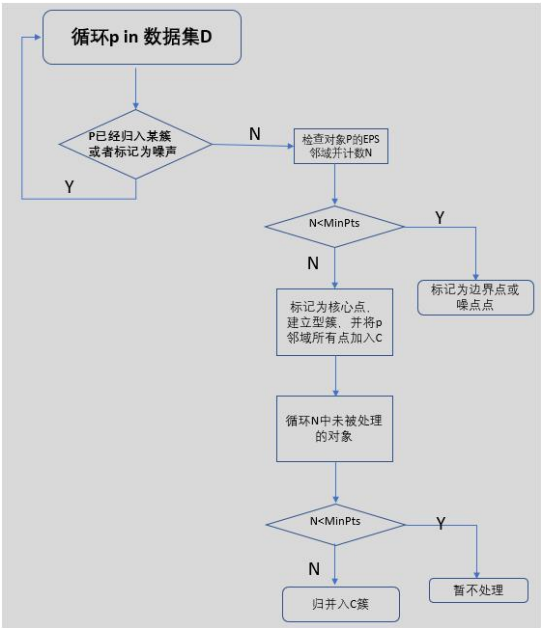 循环p in 数据集D
P已经归入某簇
或者标记为噪声
N
Y
检查对象P的EPS
邻域并计数N
N<MinPts
Y
N
标记为边界点或
噪点点
标记为核心点,
建立型簇,并将p
邻域所有点加入C
循环N中未被处理
的对象
N<MinPts
Y
N
暂不处理
归并入C簇